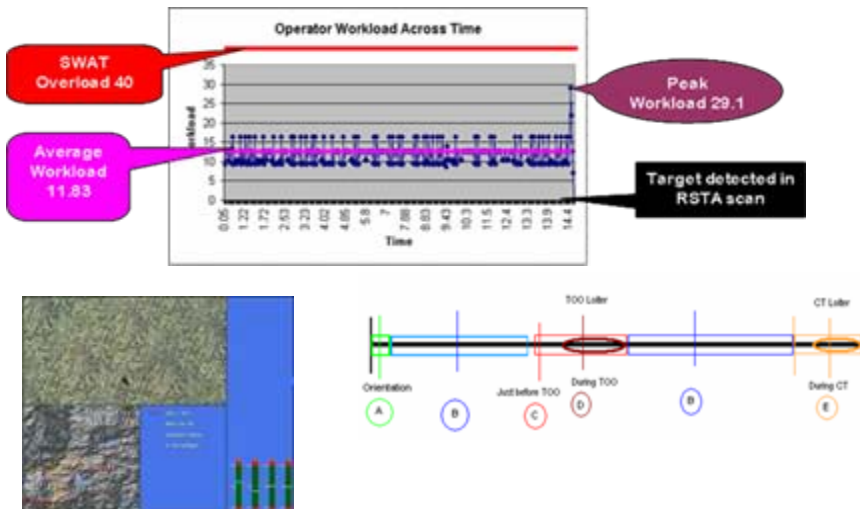 Operator Workload Across Time
SWAT
Overload 40
Peak
Workload 29.1
Average
Workload
11.83
Target detected in
RSTA scan
35
30
25
20
15
10
5
0
0.05
1.22
1.72
2.53
3.23
4.02
4.85
5.8
7
7.88
8.83
9.43
10.3
11.5
12.4
13.3
13.9
14.4
Time
TOO Loiter
CT Loiter
Orientation
Just before TOO
During TOO
During CT
A
B
C
D
B
E